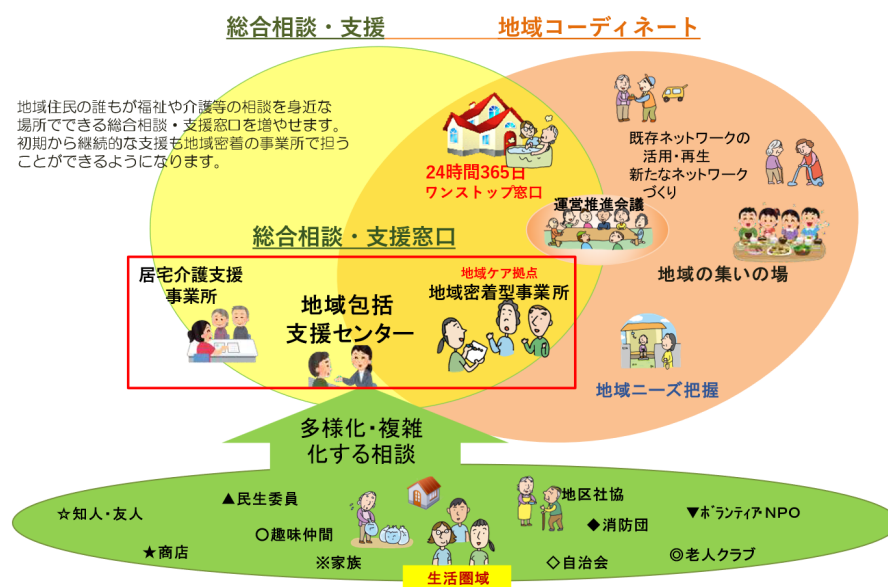 総合相談・支援
地域コーディネート
地域住民の誰もが福祉や介護等の相談を身近な
場所でできる総合相談・支援窓口を増やせます。
初期から継続的な支援も地域密着の事業所で担う
ことができるようになります。
24時間365日
ワンストップ窓口
既存ネットワークの
活用・再生
新たなネットワーク
づくり
運営推進会議
総合相談・支援窓口
地域の集いの場
居宅介護支援
事業所
地域包括
支援センター
地域ケア拠点
地域密着型事業所
地域ニーズ把握
多様化・複雑
化する相談
☆知人・友人
▲民生委員
地区社協
▼ボランティア・NPO
◆消防団
○趣味仲間
★商店
※家族
◇自治会
◎老人クラブ
生活圏域